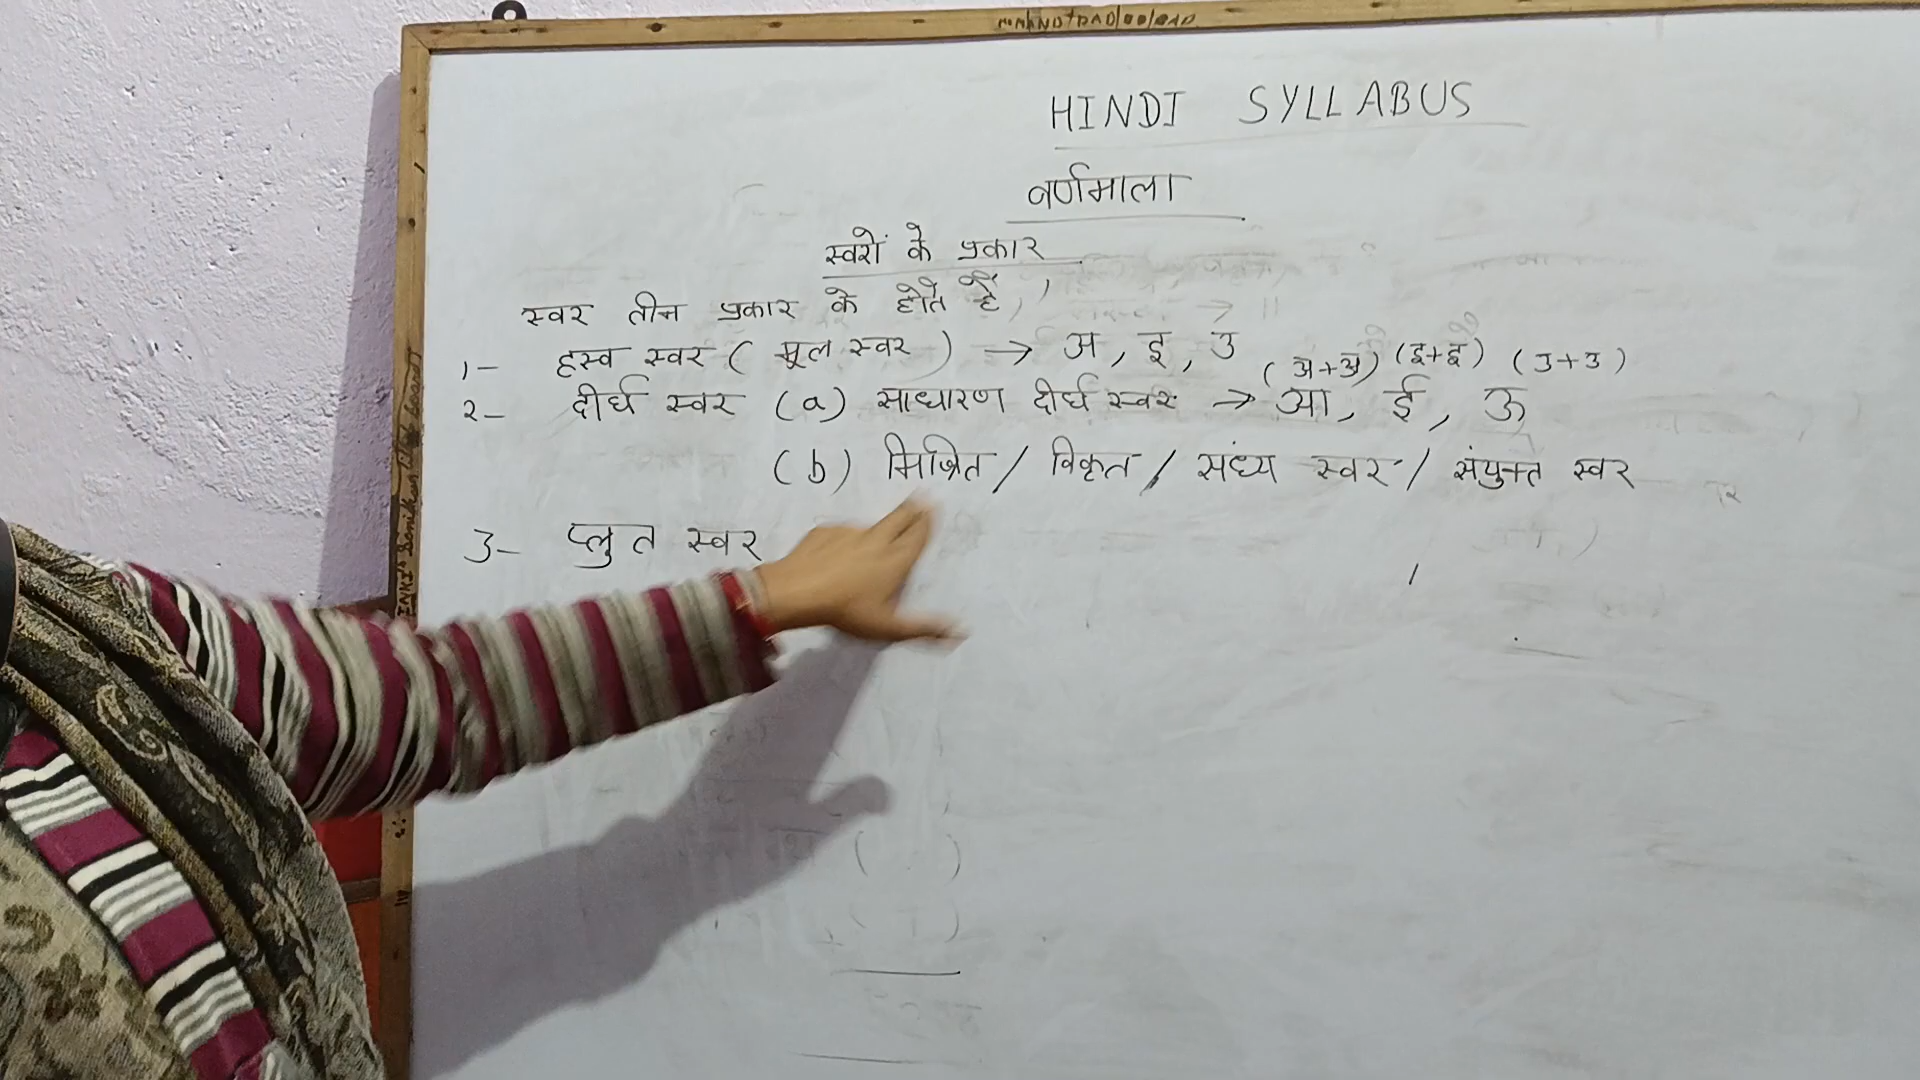 HINDI SYLLABUS
वर्णमाला
स्वरों के प्रकार
स्वर तीन प्रकार के होते हैं,
1- हस्व स्वर ( मूल स्वर ) → अ, इ, उ
(अ+अ) (इ+इ) (उ+उ)
2- दीर्घ स्वर (a) साधारण दीर्घ स्वर → आ, ई, ऊ
(b) मिश्रित / विकृत / संध्य स्वर / संयुक्त स्वर
3- प्लुत स्वर